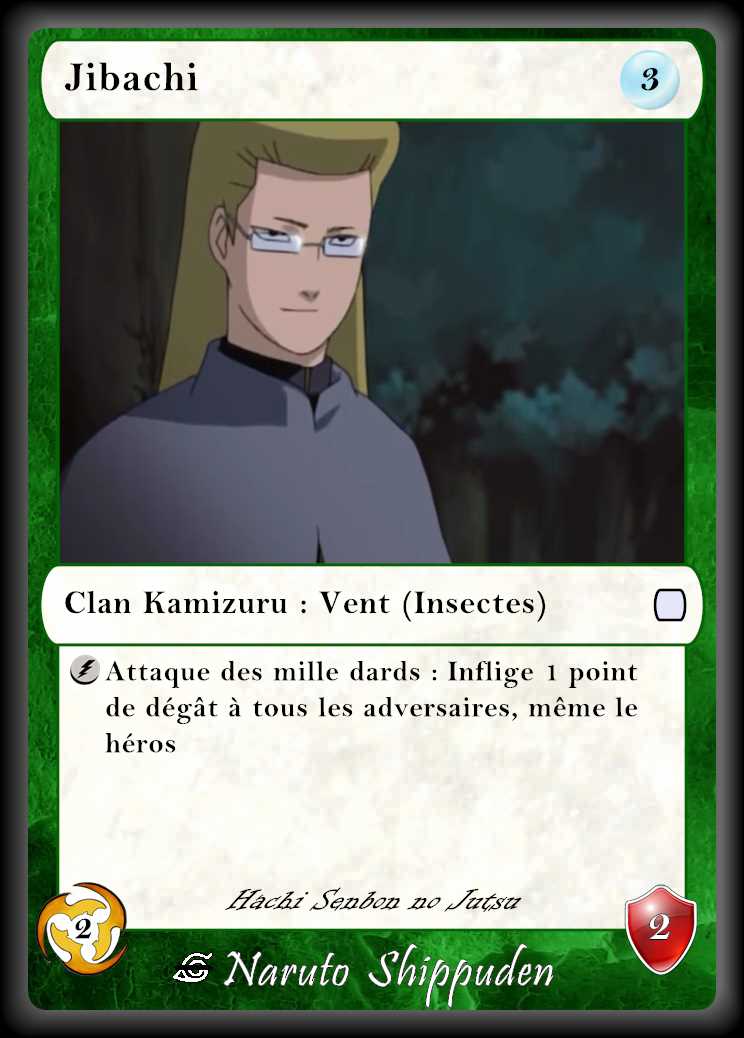 Jibachi
3
Clan Kamizuru : Vent (Insectes)
Attaque des mille dards : Inflige 1 point
de dégât à tous les adversaires, même le
héros
Hachi Senbon no Jutsu
2
2
Naruto Shippuden